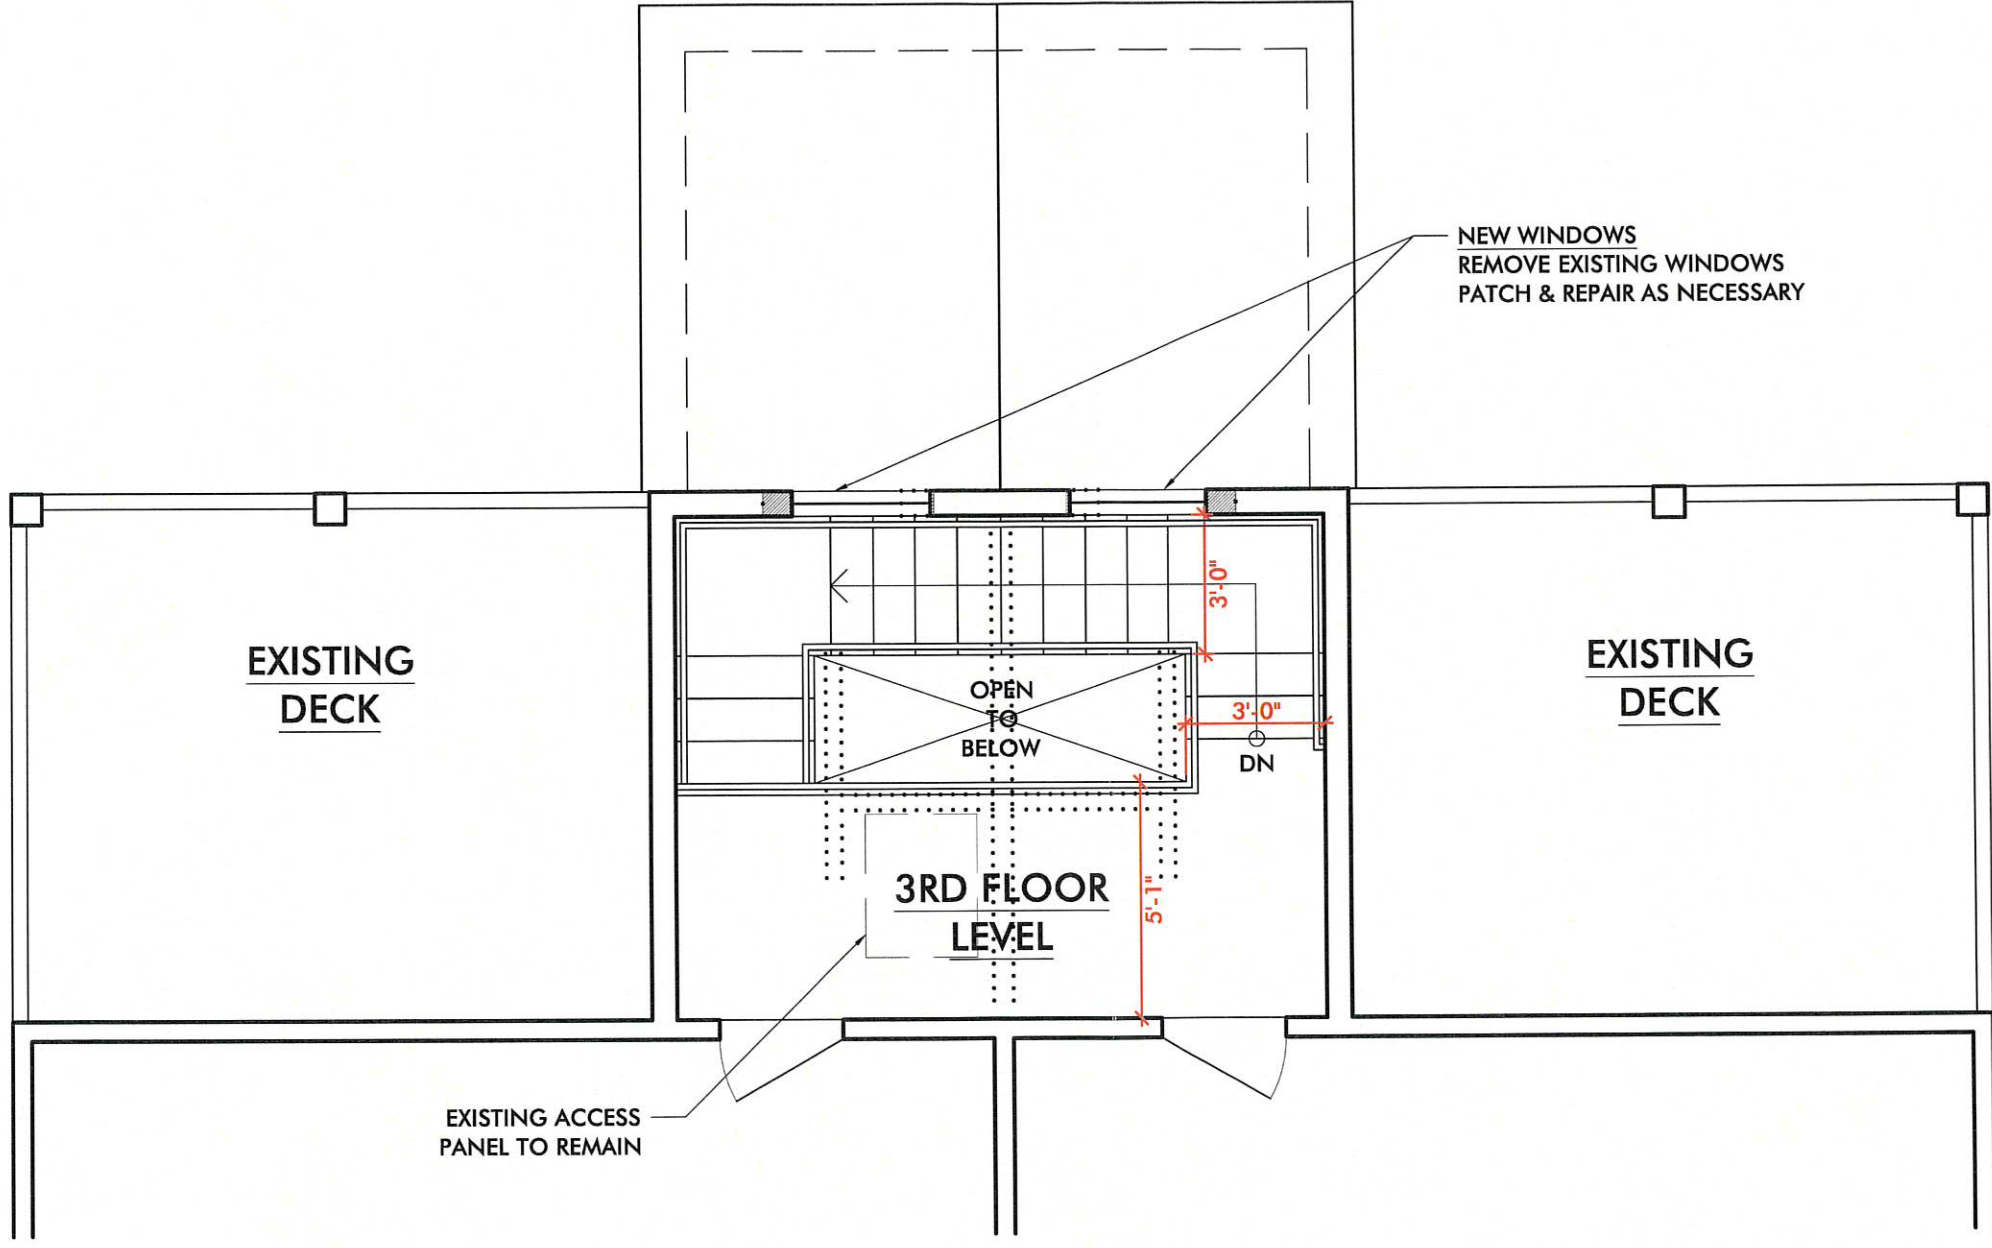 NEW WINDOWS
REMOVE EXISTING WINDOWS
PATCH & REPAIR AS NECESSARY
3'-0"
EXISTING
DECK
OPEN
TO
BELOW
3'-0"
DN
EXISTING
DECK
3RD FLOOR
LEVEL
5'-1"
EXISTING ACCESS
PANEL TO REMAIN